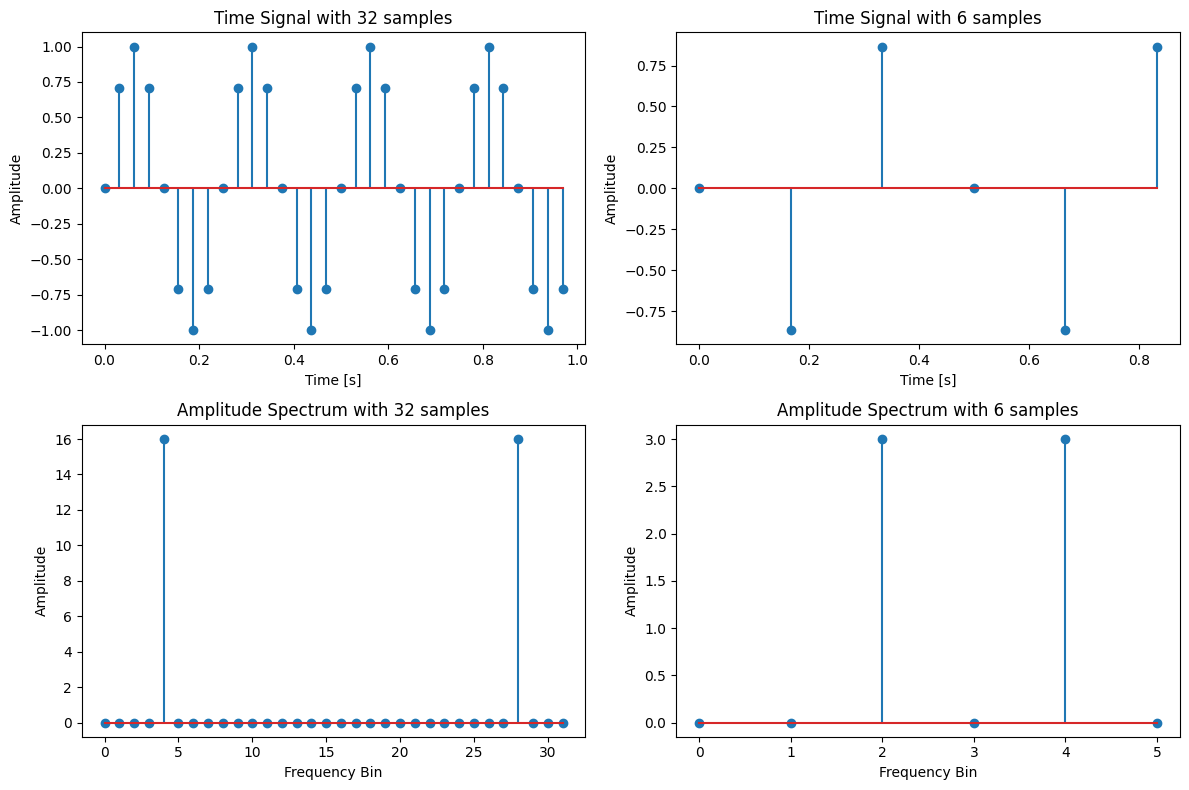 Time Signal with 32 samples
1.00
0.75
0.50
0.25
0.00
−0.25
−0.50
−0.75
−1.00
Amplitude
0.0 0.2 0.4 0.6 0.8 1.0
Time [s]
Time Signal with 6 samples
0.75
0.50
0.25
0.00
−0.25
−0.50
−0.75
Amplitude
0.0 0.2 0.4 0.6 0.8
Time [s]
Amplitude Spectrum with 32 samples
16
14
12
10
8
6
4
2
0
Amplitude
0 5 10 15 20 25 30
Frequency Bin
Amplitude Spectrum with 6 samples
3.0
2.5
2.0
1.5
1.0
0.5
0.0
Amplitude
0 1 2 3 4 5
Frequency Bin